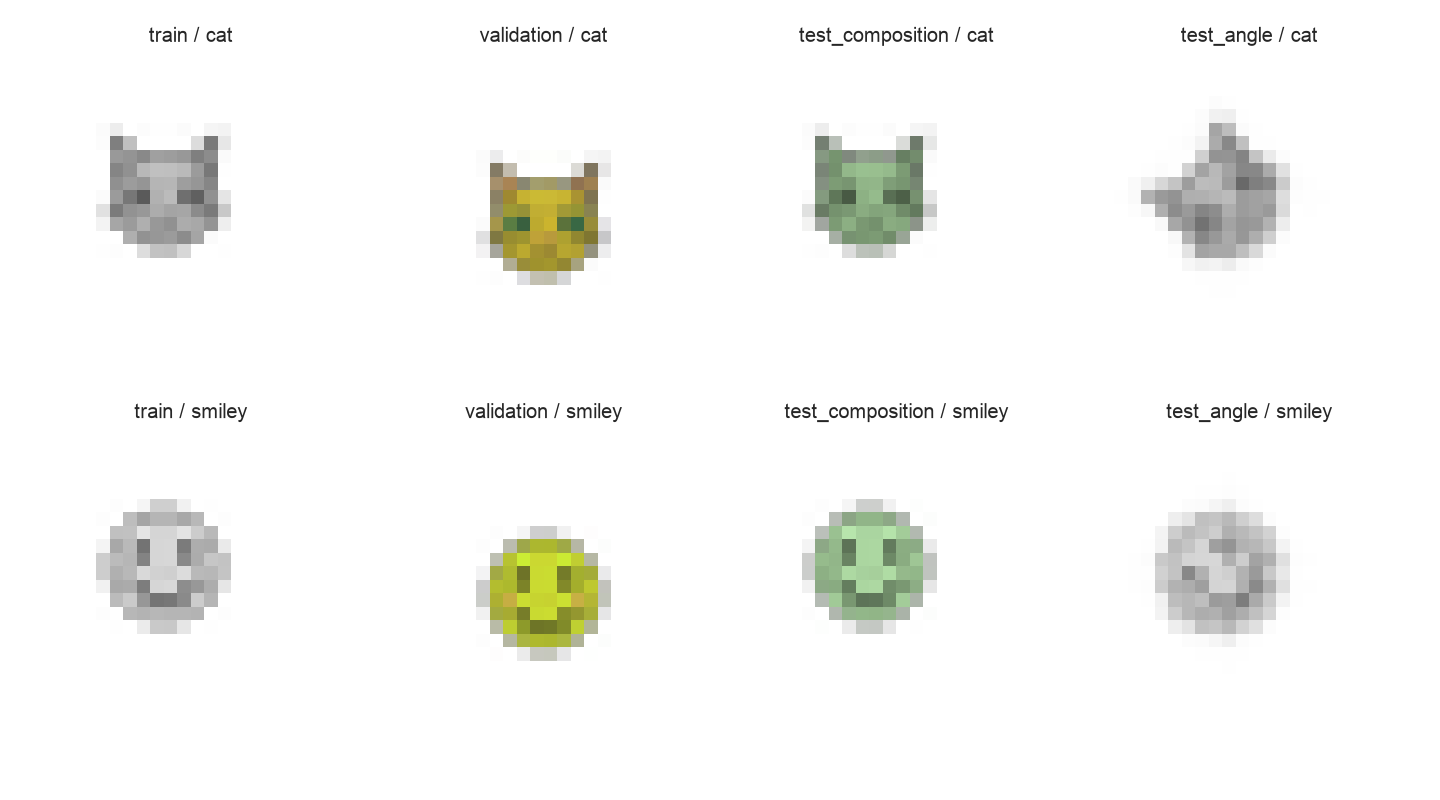 train / cat
validation / cat
test_composition / cat
test_angle / cat
train / smiley
validation / smiley
test_composition / smiley
test_angle / smiley